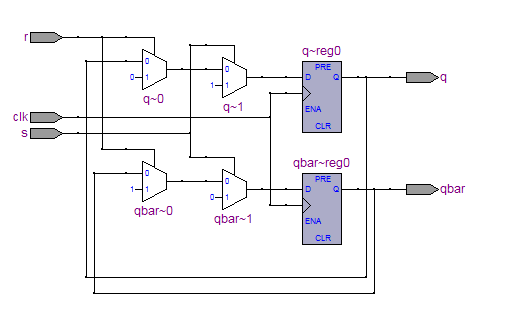 r
0
0
1
q~0
0
1
1
q~1
q~reg0
PRE
D
Q
ENA
CLR
q
clk
s
0
1
1
qbar~0
0
0
1
qbar~1
qbar~reg0
PRE
D
Q
ENA
CLR
qbar